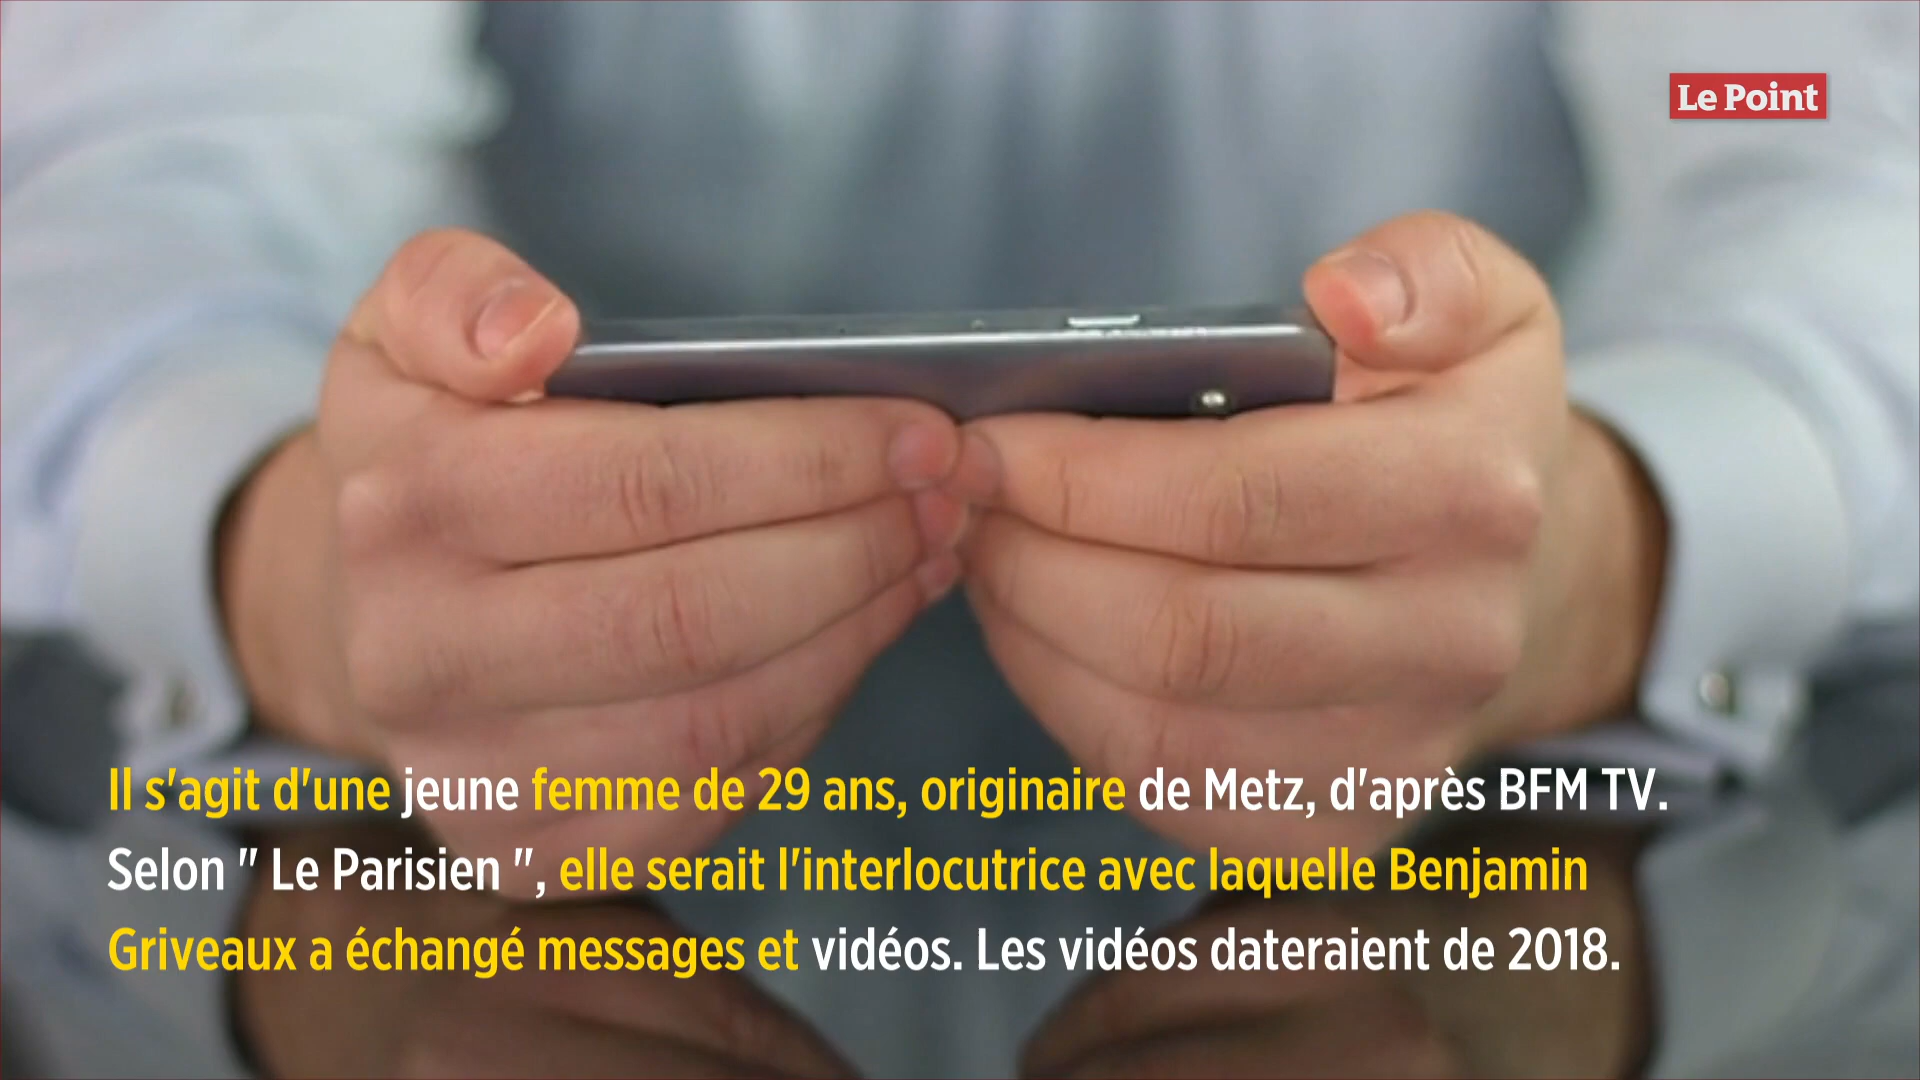 Le Point
Il s'agit d'une jeune femme de 29 ans, originaire de Metz, d'après BFM TV.
Selon " Le Parisien ", elle serait l'interlocutrice avec laquelle Benjamin
Griveaux a échangé messages et vidéos. Les vidéos dateraient de 2018.